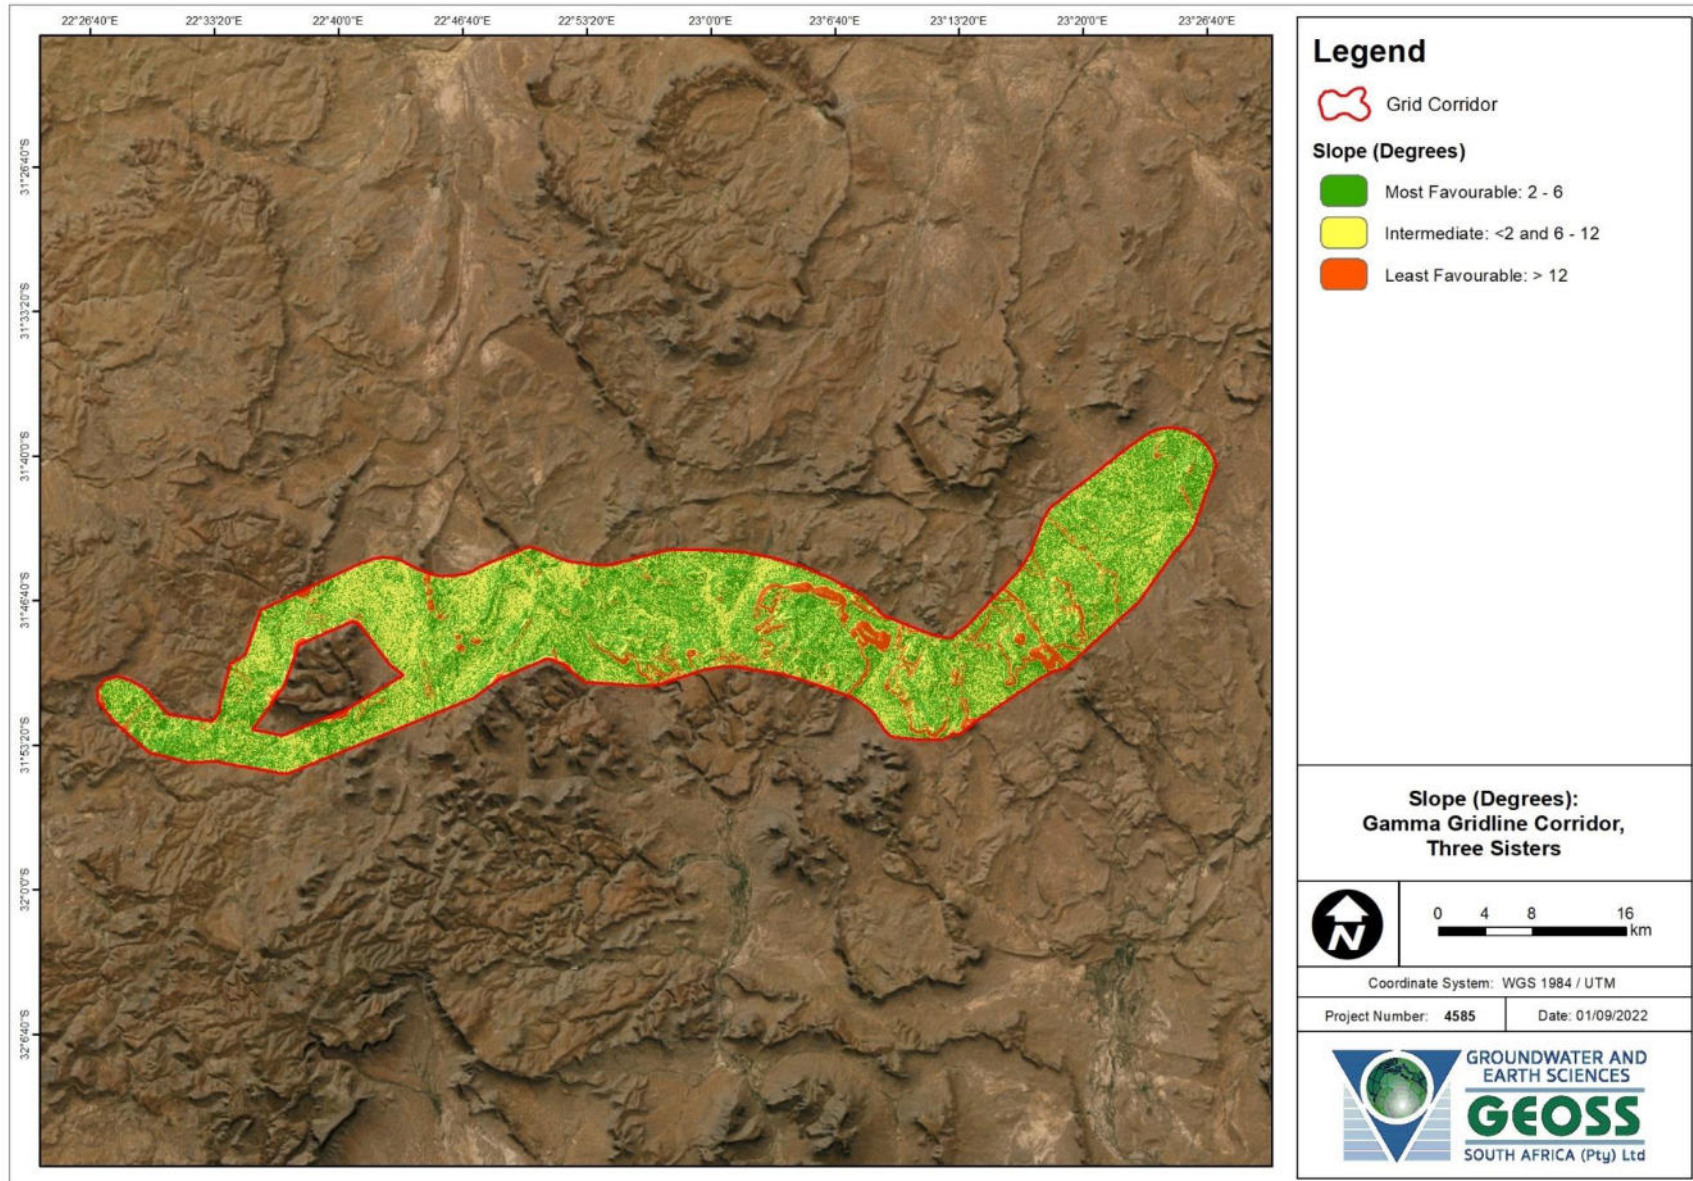 22°26'40"E 22°33'20"E 22°40'0"E 22°46'40"E 22°53'20"E 23°0'0"E 23°6'40"E 23°13'20"E 23°20'0"E 23°26'40"E
31°26'40"S
31°33'20"S
31°40'0"S
31°46'40"S
31°53'20"S
32°0'0"S
32°6'40"S
Legend
Grid Corridor
Slope (Degrees)
Most Favourable: 2 - 6
Intermediate: <2 and 6 - 12
Least Favourable: > 12
Slope (Degrees):
Gamma Gridline Corridor,
Three Sisters
N
0 4 8 16
km
Coordinate System: WGS 1984 / UTM
Project Number: 4585
Date: 01/09/2022
GROUNDWATER AND
EARTH SCIENCES
GEOSS
SOUTH AFRICA (Pty) Ltd